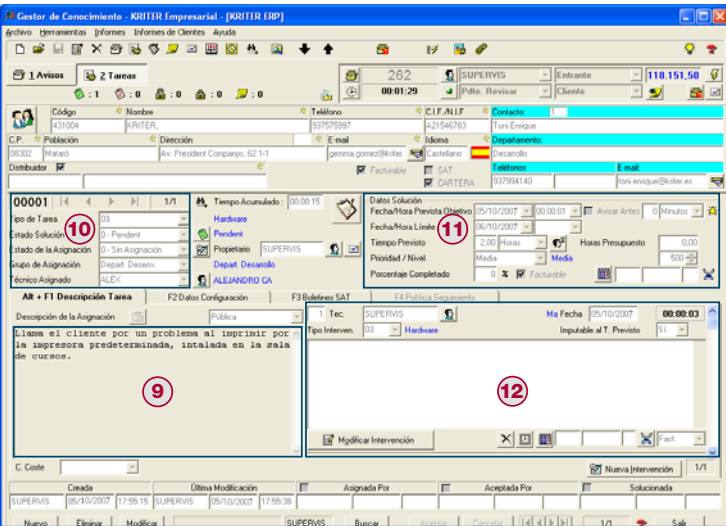 Gestor de Conocimiento - KRITER Empresarial - [KRITER ERP]
Archivo Herramientas Informes Informes de Clientes Ayuda
1 Avisos 2 Tareas 262 SUPERVIS Entrante 118.151,50
: 1 : 0 : 0 : 0 : 0 00:01:29 Pdte. Revisar Cliente
Código Nombre Teléfono C.I.F./N.I.F Contacto: 1
431004 KRITER, 937575997 A21546783 Toni Enrique
C.P. Población Dirección E-mail Idioma Departamento:
08302 Mataró Av. President Companys, 62 1-1 gemma.gomez@kriter. Castellano Desarrollo
Distribuidor Facturable SAT Teléfonos E-mail:
CARTERA 937994140 toni.enrique@kriter.es
00001 1/1 Tiempo Acumulado : 00:00:15 Datos Solución
Fecha/Hora Prevista Objetivo 05/10/2007 00:00:01 Avisar Antes 0 Minutos
Tipo de Tarea 03 Hardware Fecha/Hora Límite 06/10/2007
10 11
Estado Solución 0 - Pendent Pendent Tiempo Previsto 2,00 Horas Horas Presupuesto 0,00
Estado de la Asignación 0 - Sin Asignación Propietario SUPERVIS Prioridad / Nivel Media Media 500
Grupo de Asignación Depart. Desenv. Depart. Desarrollo Porcentaje Completado 0 % Facturable
Técnico Asignado ALEX ALEJANDRO CA
Alt + F1 Descripción Tarea F2 Datos Configuración F3 Boletines SAT F4 Política Seguimiento
Descripción de la Asignación Pública 1 Tec. SUPERVIS Ma Fecha 05/10/2007 00:00:03
Tipo Interven. 03 Hardware Imputable al T. Previsto Sí
Llama el cliente por un problema al imprimir por
la impresora predeterminada, intalada en la sala
de cursos.
9 12
Modificar Intervención Fact
C. Coste Nueva Intervención 1/1
Creada Última Modificación Asignada Por Aceptada Por Solucionada
SUPERVIS 05/10/2007 17:55:15 SUPERVIS 05/10/2007 17:55:38
Nuevo Eliminar Modificar SUPERVIS Buscar Aceptar Cancelar 1/1 Salir